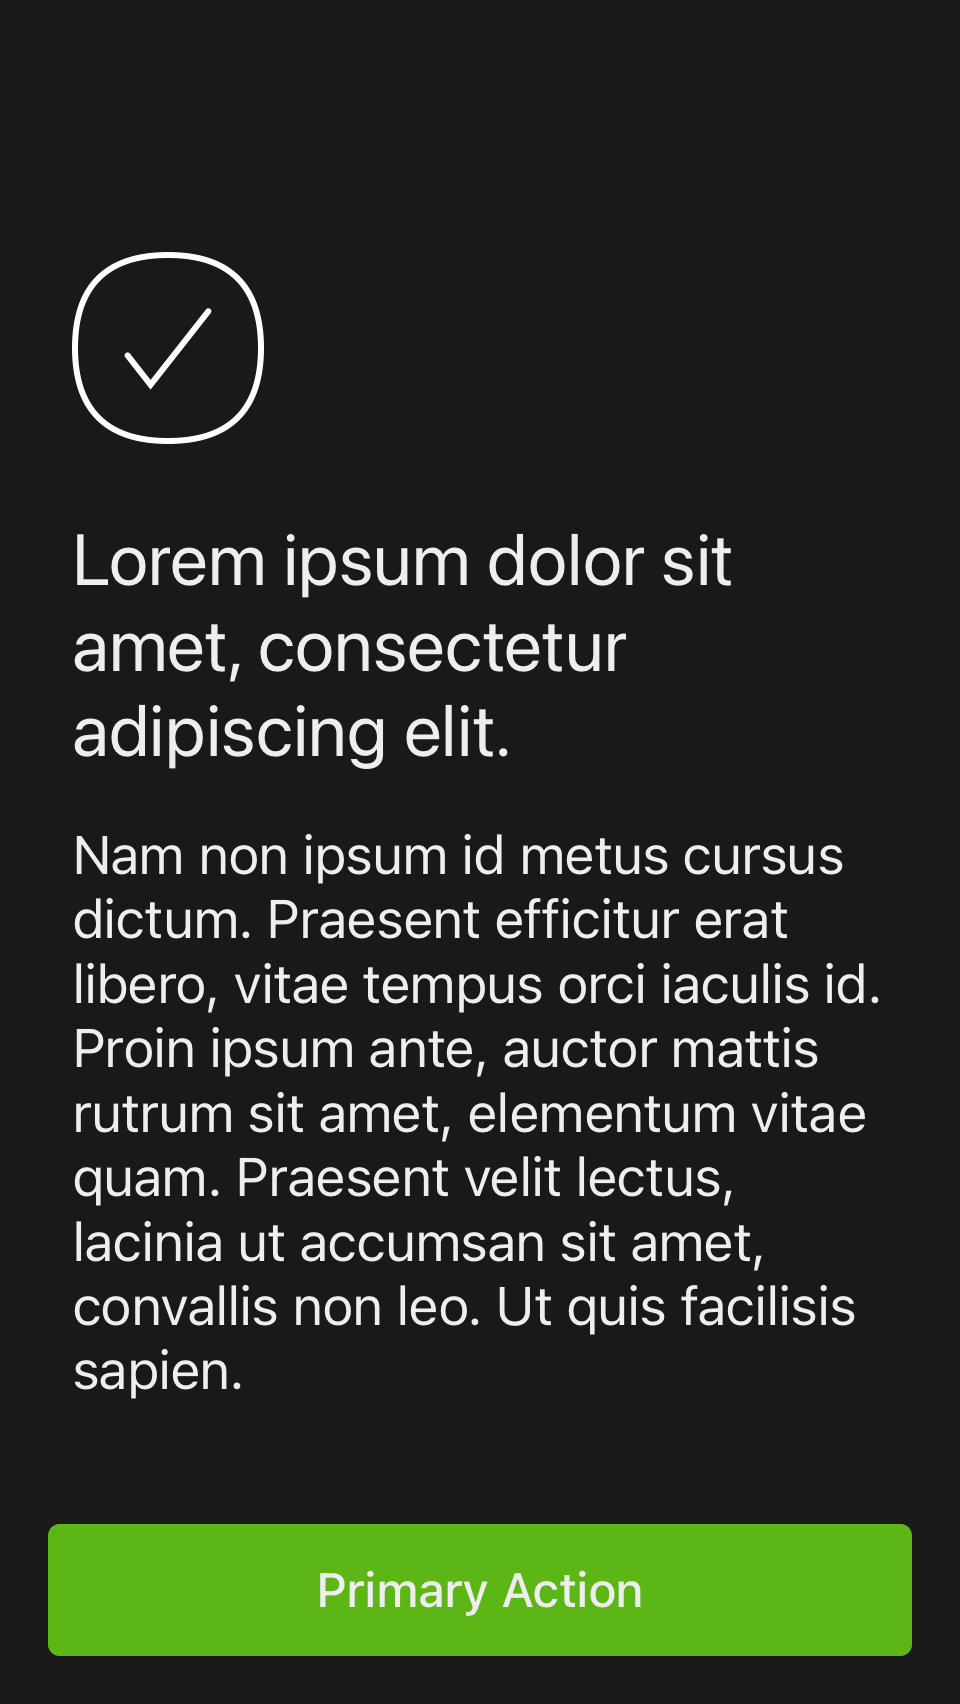 Lorem ipsum dolor sit
amet, consectetur
adipiscing elit.
Nam non ipsum id metus cursus
dictum. Praesent efficitur erat
libero, vitae tempus orci iaculis id.
Proin ipsum ante, auctor mattis
rutrum sit amet, elementum vitae
quam. Praesent velit lectus,
lacinia ut accumsan sit amet,
convallis non leo. Ut quis facilisis
sapien.
Primary Action